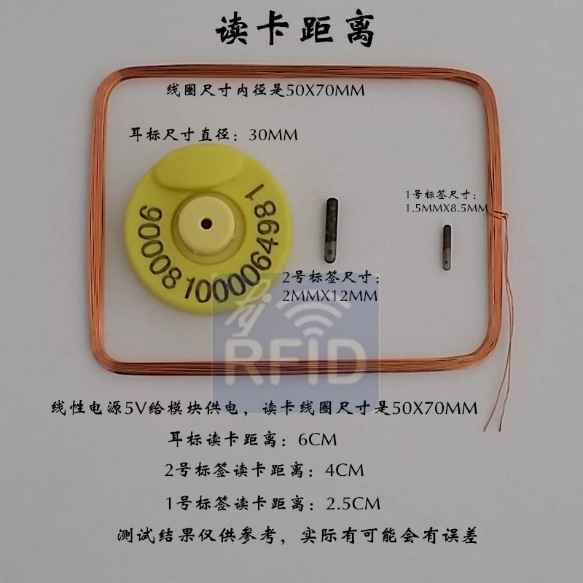 读卡距离
线圈尺寸内径是50X70MM
耳标尺寸直径：30MM
1号标签尺寸：
1.5MMX8.5MM
90008100006498 1
2号标签尺寸：
2MMX12MM
RFID
线性电源5V给模块供电，读卡线圈尺寸是50X70MM
耳标读卡距离：6CM
2号标签读卡距离：4CM
1号标签读卡距离：2.5CM
测试结果仅供参考，实际有可能会有误差